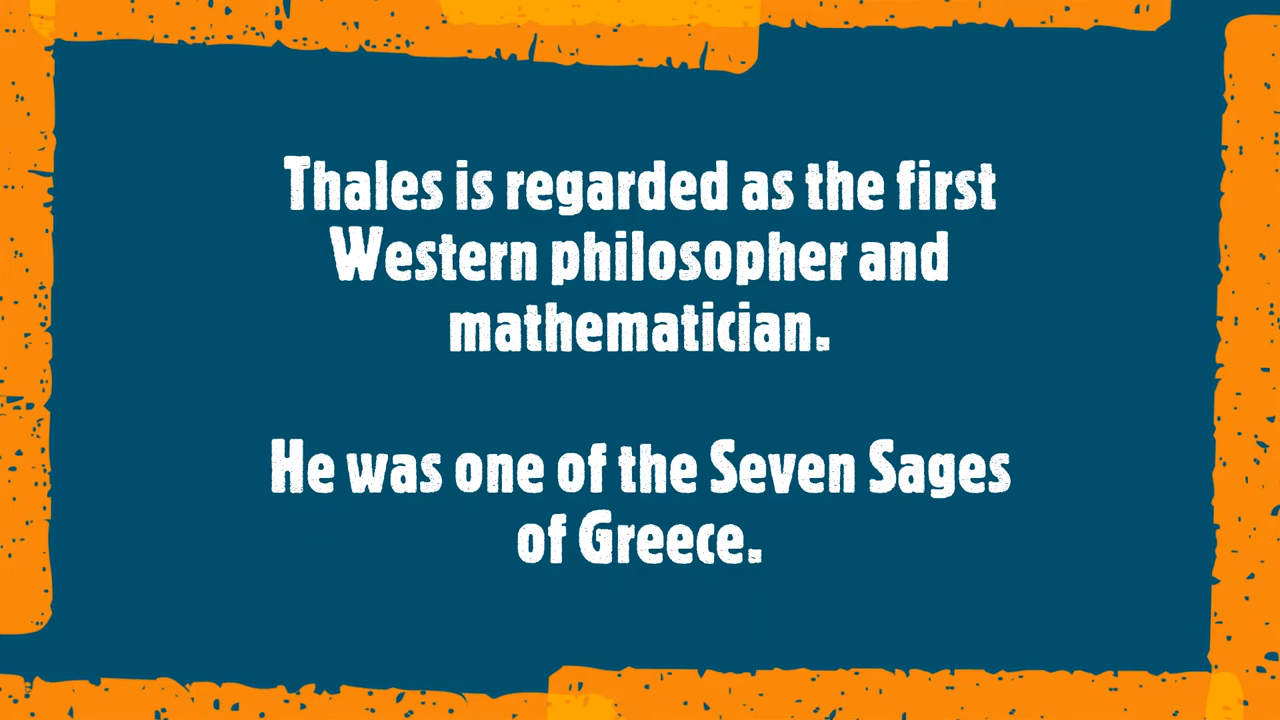 Thales is regarded as the first
Western philosopher and
mathematician.
He was one of the Seven Sages
of Greece.